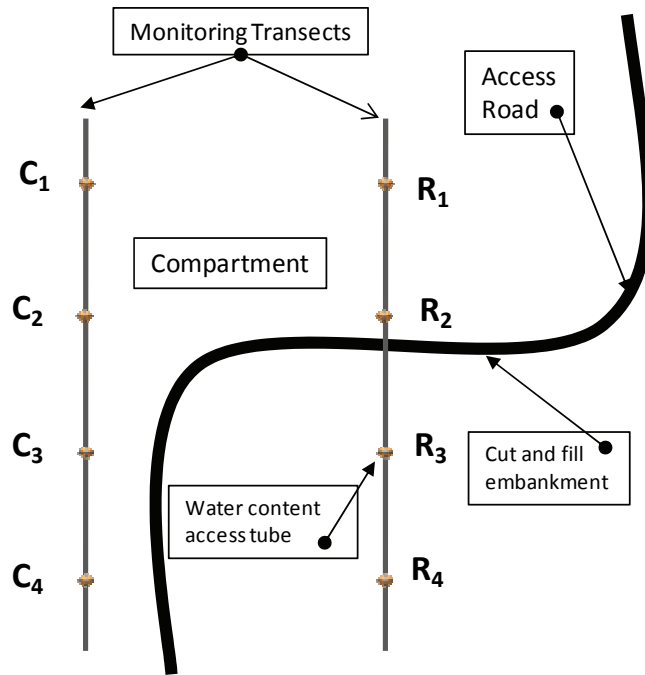 Monitoring Transects
Access
Road
C₁
R₁
Compartment
C₂
R₂
C₃
R₃
Cut and fill
embankment
Water content
access tube
C₄
R₄